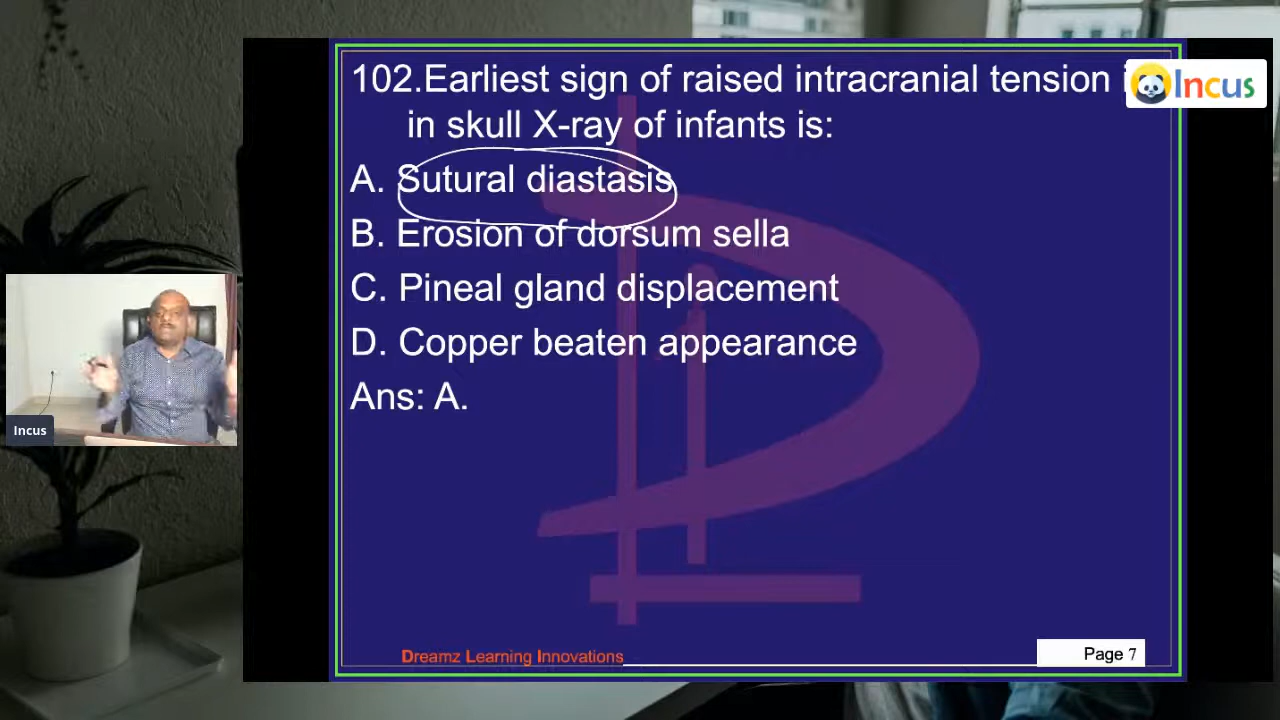 102.Earliest sign of raised intracranial tension
Incus
in skull X-ray of infants is:
A. Sutural diastasis
B. Erosion of dorsum sella
C. Pineal gland displacement
D. Copper beaten appearance
Ans: A.
Incus
Dreamz Learning Innovations
Page 7